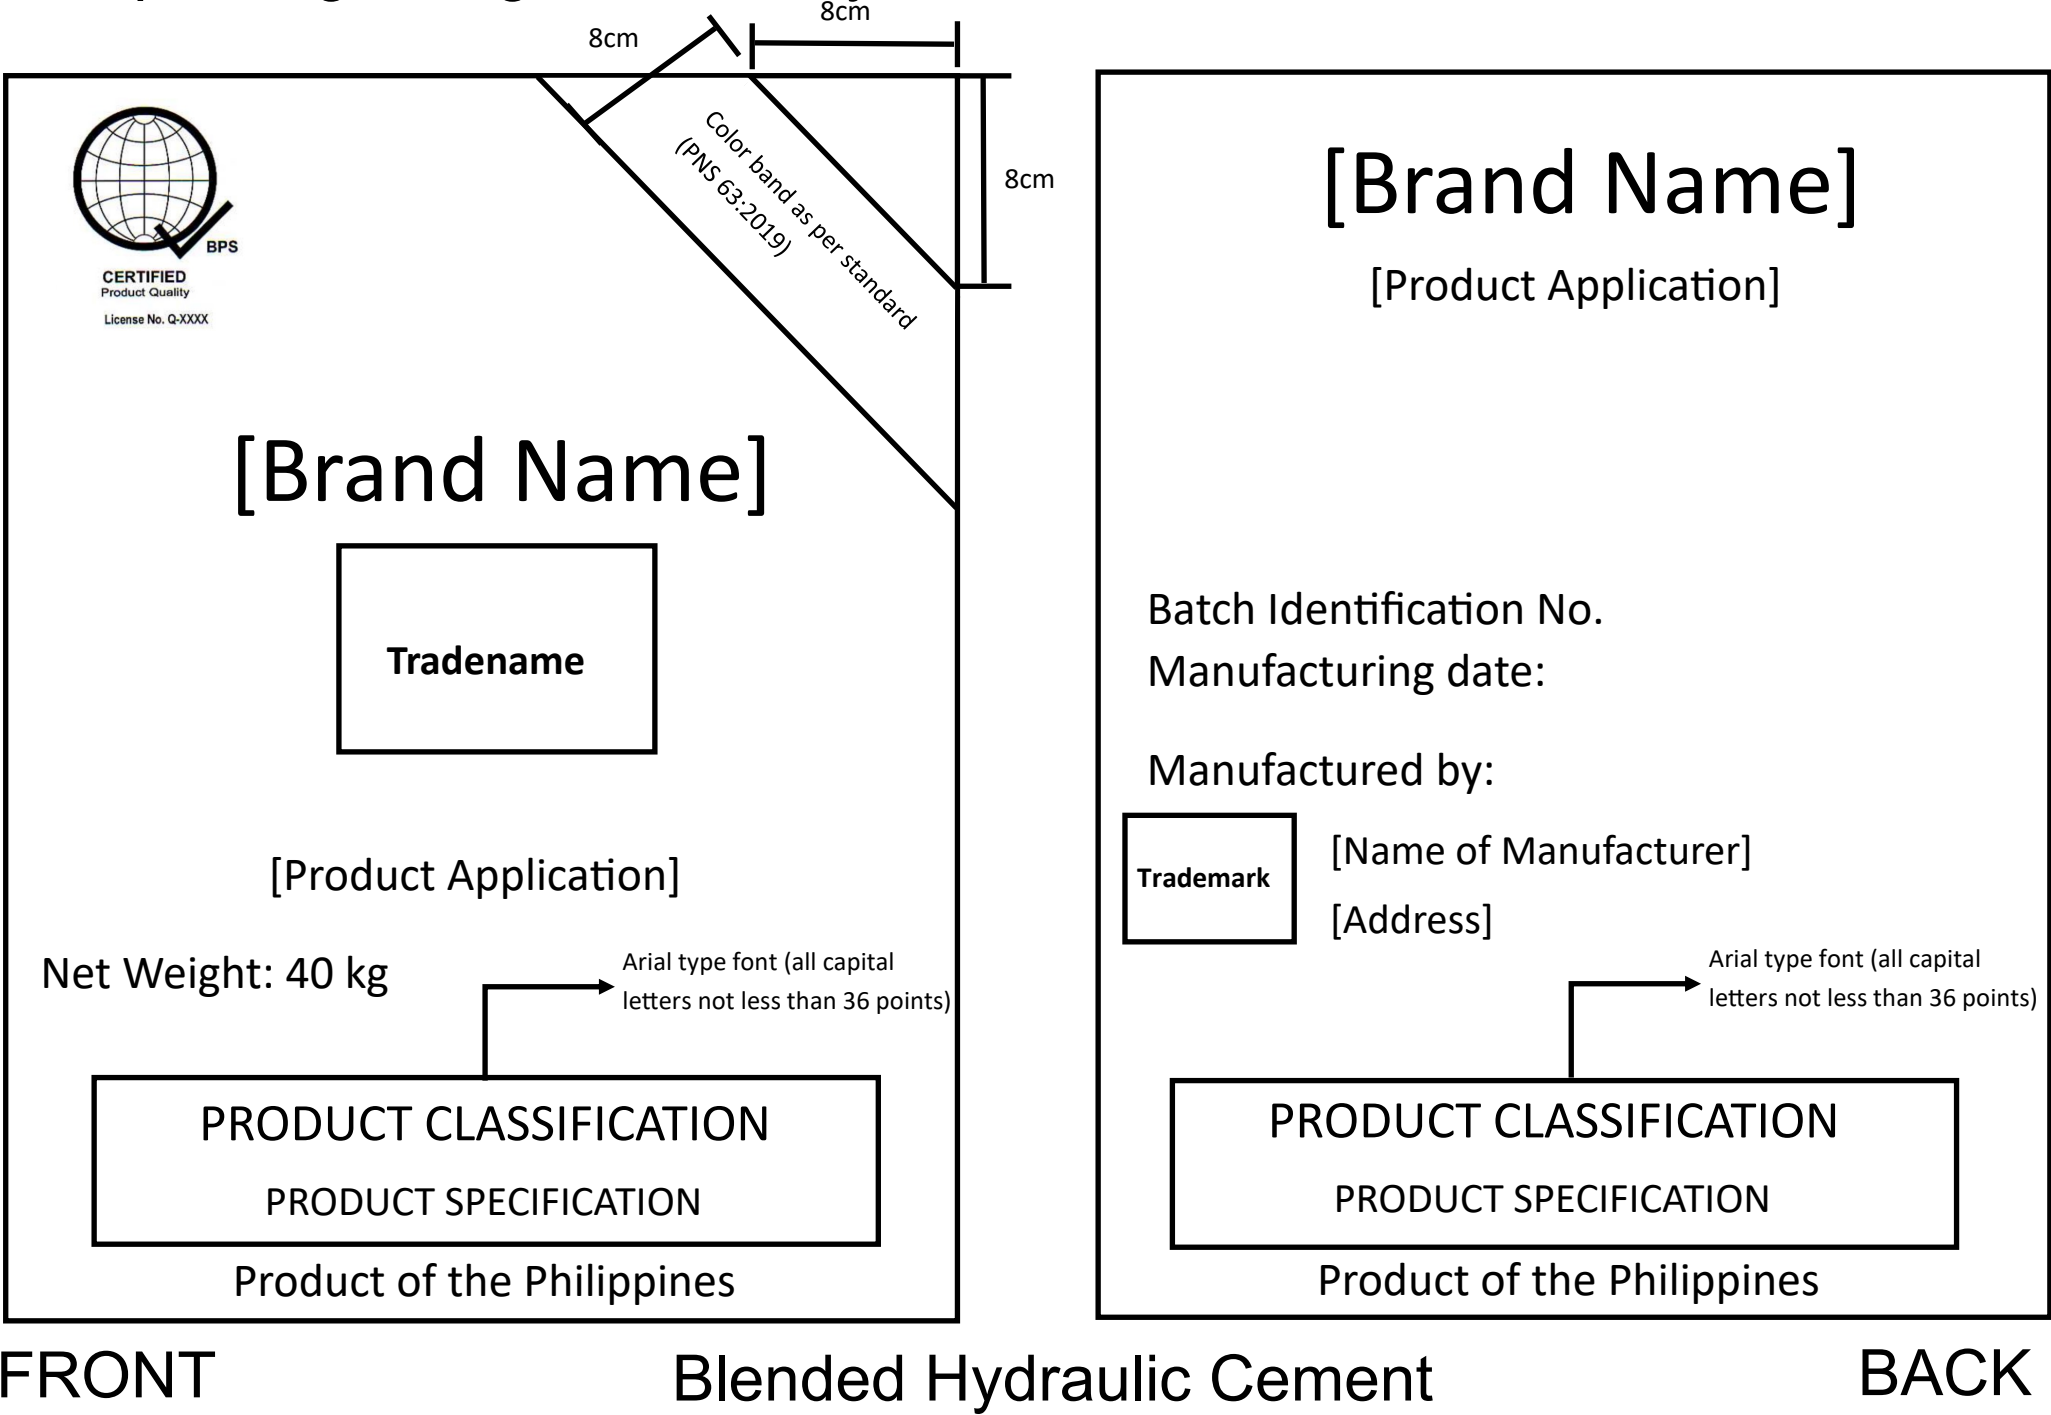 8cm
8cm
8cm
Color band as per standard
(PNS 63:2019)
BPS
CERTIFIED
Product Quality
License No. Q-XXXX
[Brand Name]
Tradename
[Product Application]
Net Weight: 40 kg
Arial type font (all capital
letters not less than 36 points)
PRODUCT CLASSIFICATION
PRODUCT SPECIFICATION
Product of the Philippines
[Brand Name]
[Product Application]
Batch Identification No.
Manufacturing date:
Manufactured by:
Trademark
[Name of Manufacturer]
[Address]
Arial type font (all capital
letters not less than 36 points)
PRODUCT CLASSIFICATION
PRODUCT SPECIFICATION
Product of the Philippines
FRONT
Blended Hydraulic Cement
BACK